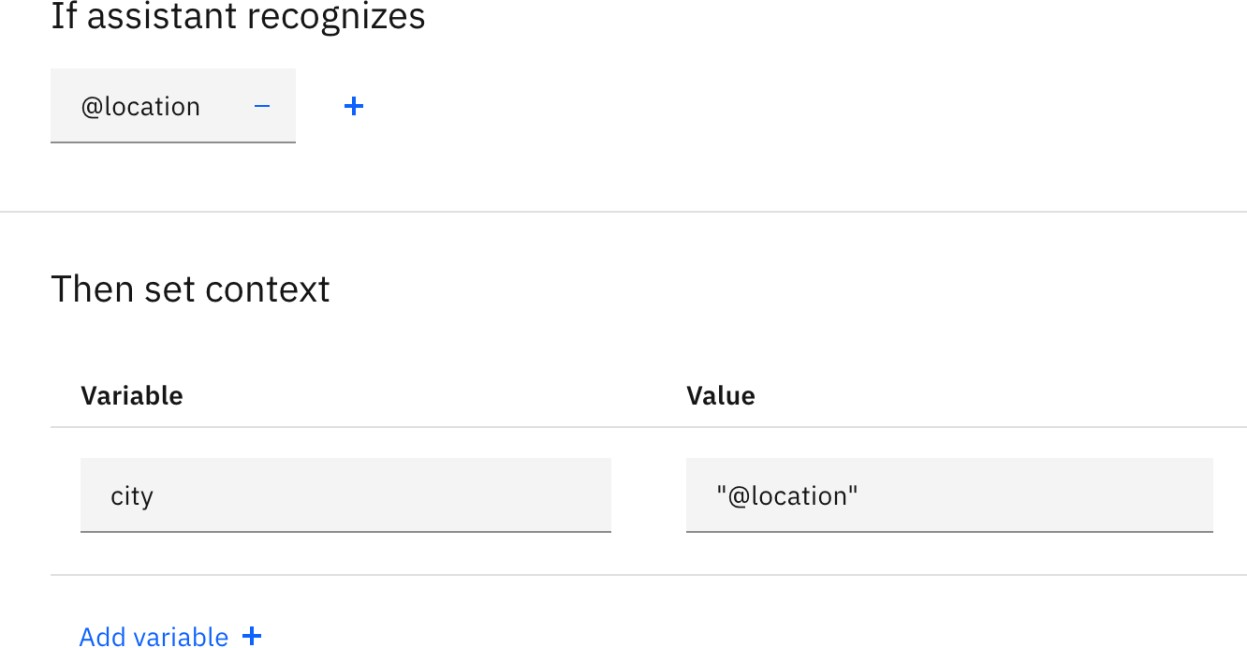 If assistant recognizes
@location − +
Then set context
Variable Value
city "@location"
Add variable +